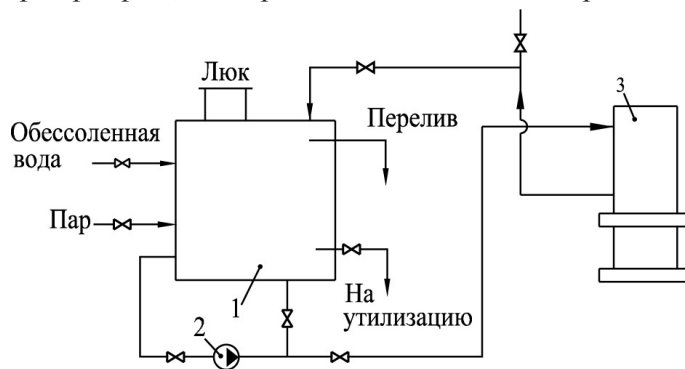 Люк
3
Обессоленная
вода
Перелив
Пар
1
На
утилизацию
2